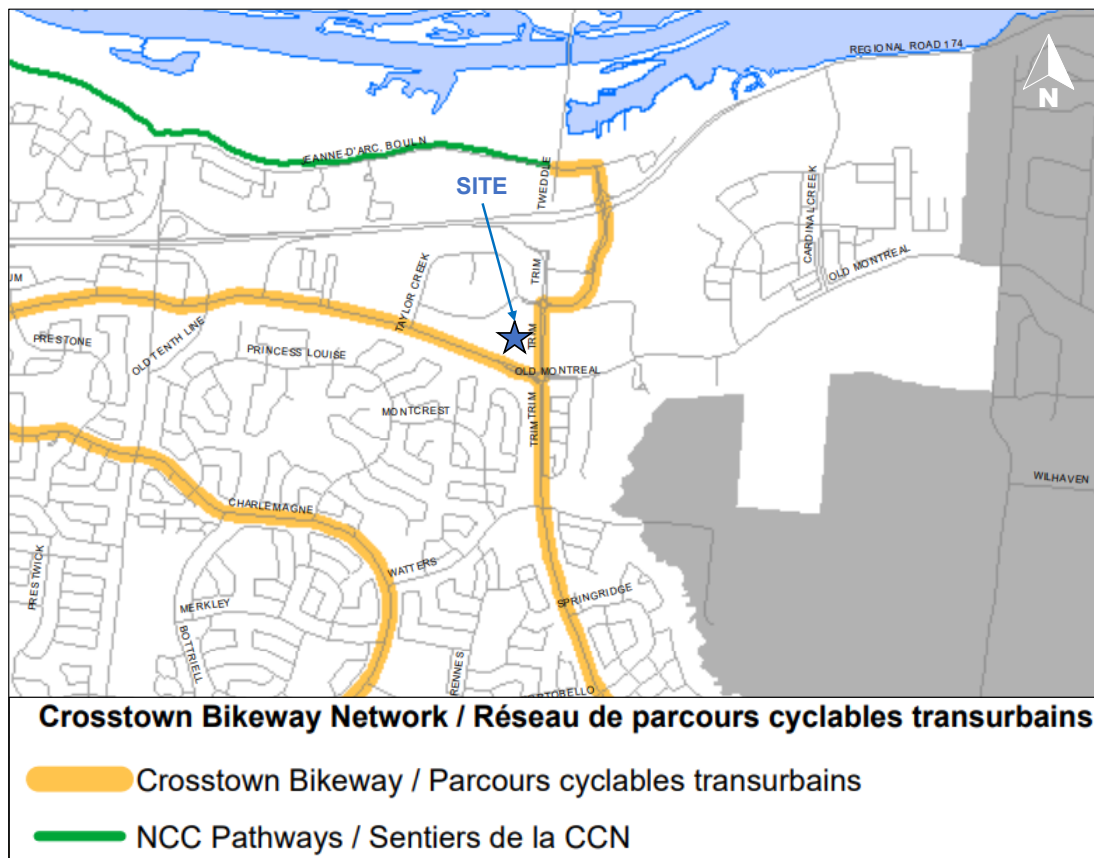 REGIONAL ROAD 174
N
JEANNE D'ARC. BOULN
TWEDDLE
SITE
CARDINAL CREEK
OLD MONTREAL
TRIM
TAYLOR CREEK
UM
PRESTONE
OLD TENTH LINE
TRIM
PRINCESS LOUISE
OLD MONTREAL
MONTCREST
TRIM TRIM
WILHAVEN
CHARLEMAGNE
WATTERS
PRESTWICK
SPRINGRIDGE
MERKLEY
BOTTRIELL
RENNES
PORTOBELLO
Crosstown Bikeway Network / Réseau de parcours cyclables transurbains
Crosstown Bikeway / Parcours cyclables transurbains
NCC Pathways / Sentiers de la CCN